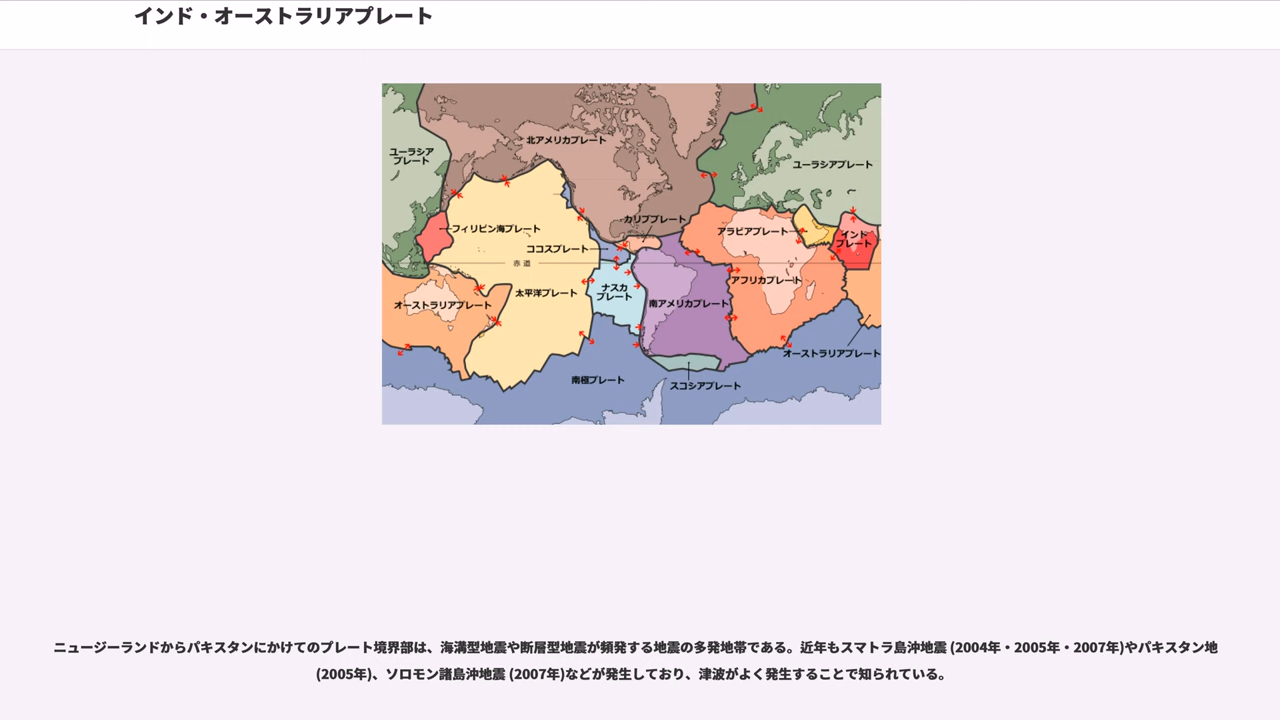 インド・オーストラリアプレート
北アメリカプレート
ユーラシア
プレート
ユーラシアプレート
カリブプレート
フィリピン海プレート
アラビアプレート
インド
プレート
ココスプレート
赤道
アフリカプレート
ナスカ
プレート
太平洋プレート
オーストラリアプレート
南アメリカプレート
オーストラリアプレート
南極プレート
スコシアプレート
ニュージーランドからパキスタンにかけてのプレート境界部は、海溝型地震や断層型地震が頻発する地震の多発地帯である。近年もスマトラ島沖地震 (2004年・2005年・2007年)やパキスタン地
(2005年)、ソロモン諸島沖地震 (2007年)などが発生しており、津波がよく発生することで知られている。